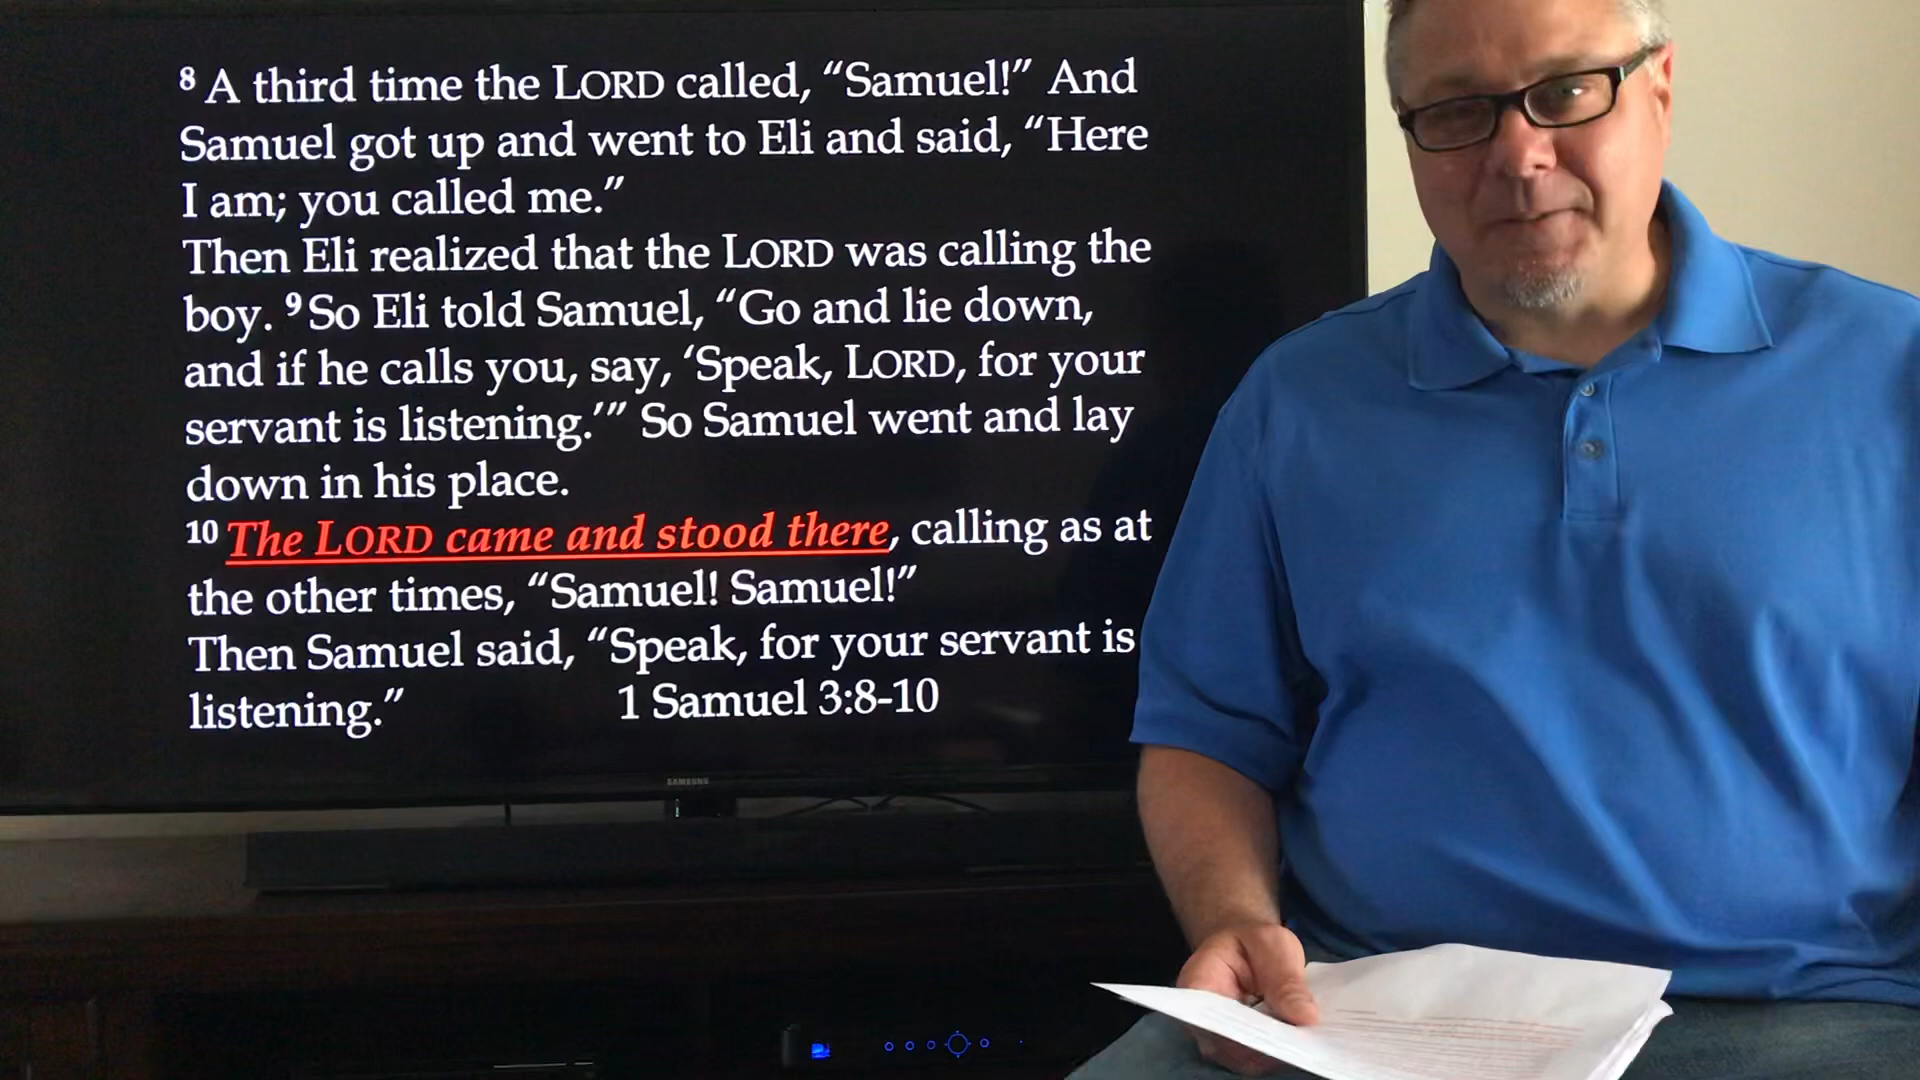 8 A third time the LORD called, “Samuel!” And
Samuel got up and went to Eli and said, “Here
I am; you called me.”
Then Eli realized that the LORD was calling the
boy. 9 So Eli told Samuel, “Go and lie down,
and if he calls you, say, ‘Speak, LORD, for your
servant is listening.’” So Samuel went and lay
down in his place.
10 The LORD came and stood there, calling as at
the other times, “Samuel! Samuel!”
Then Samuel said, “Speak, for your servant is
listening.” 1 Samuel 3:8-10
SAMSUNG